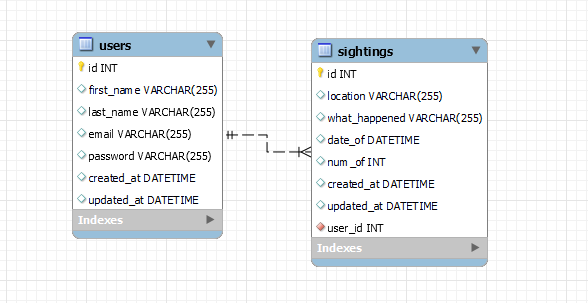 users
id INT
first_name VARCHAR(255)
last_name VARCHAR(255)
email VARCHAR(255)
password VARCHAR(255)
created_at DATETIME
updated_at DATETIME
Indexes
sightings
id INT
location VARCHAR(255)
what_happened VARCHAR(255)
date_of DATETIME
num_of INT
created_at DATETIME
updated_at DATETIME
user_id INT
Indexes